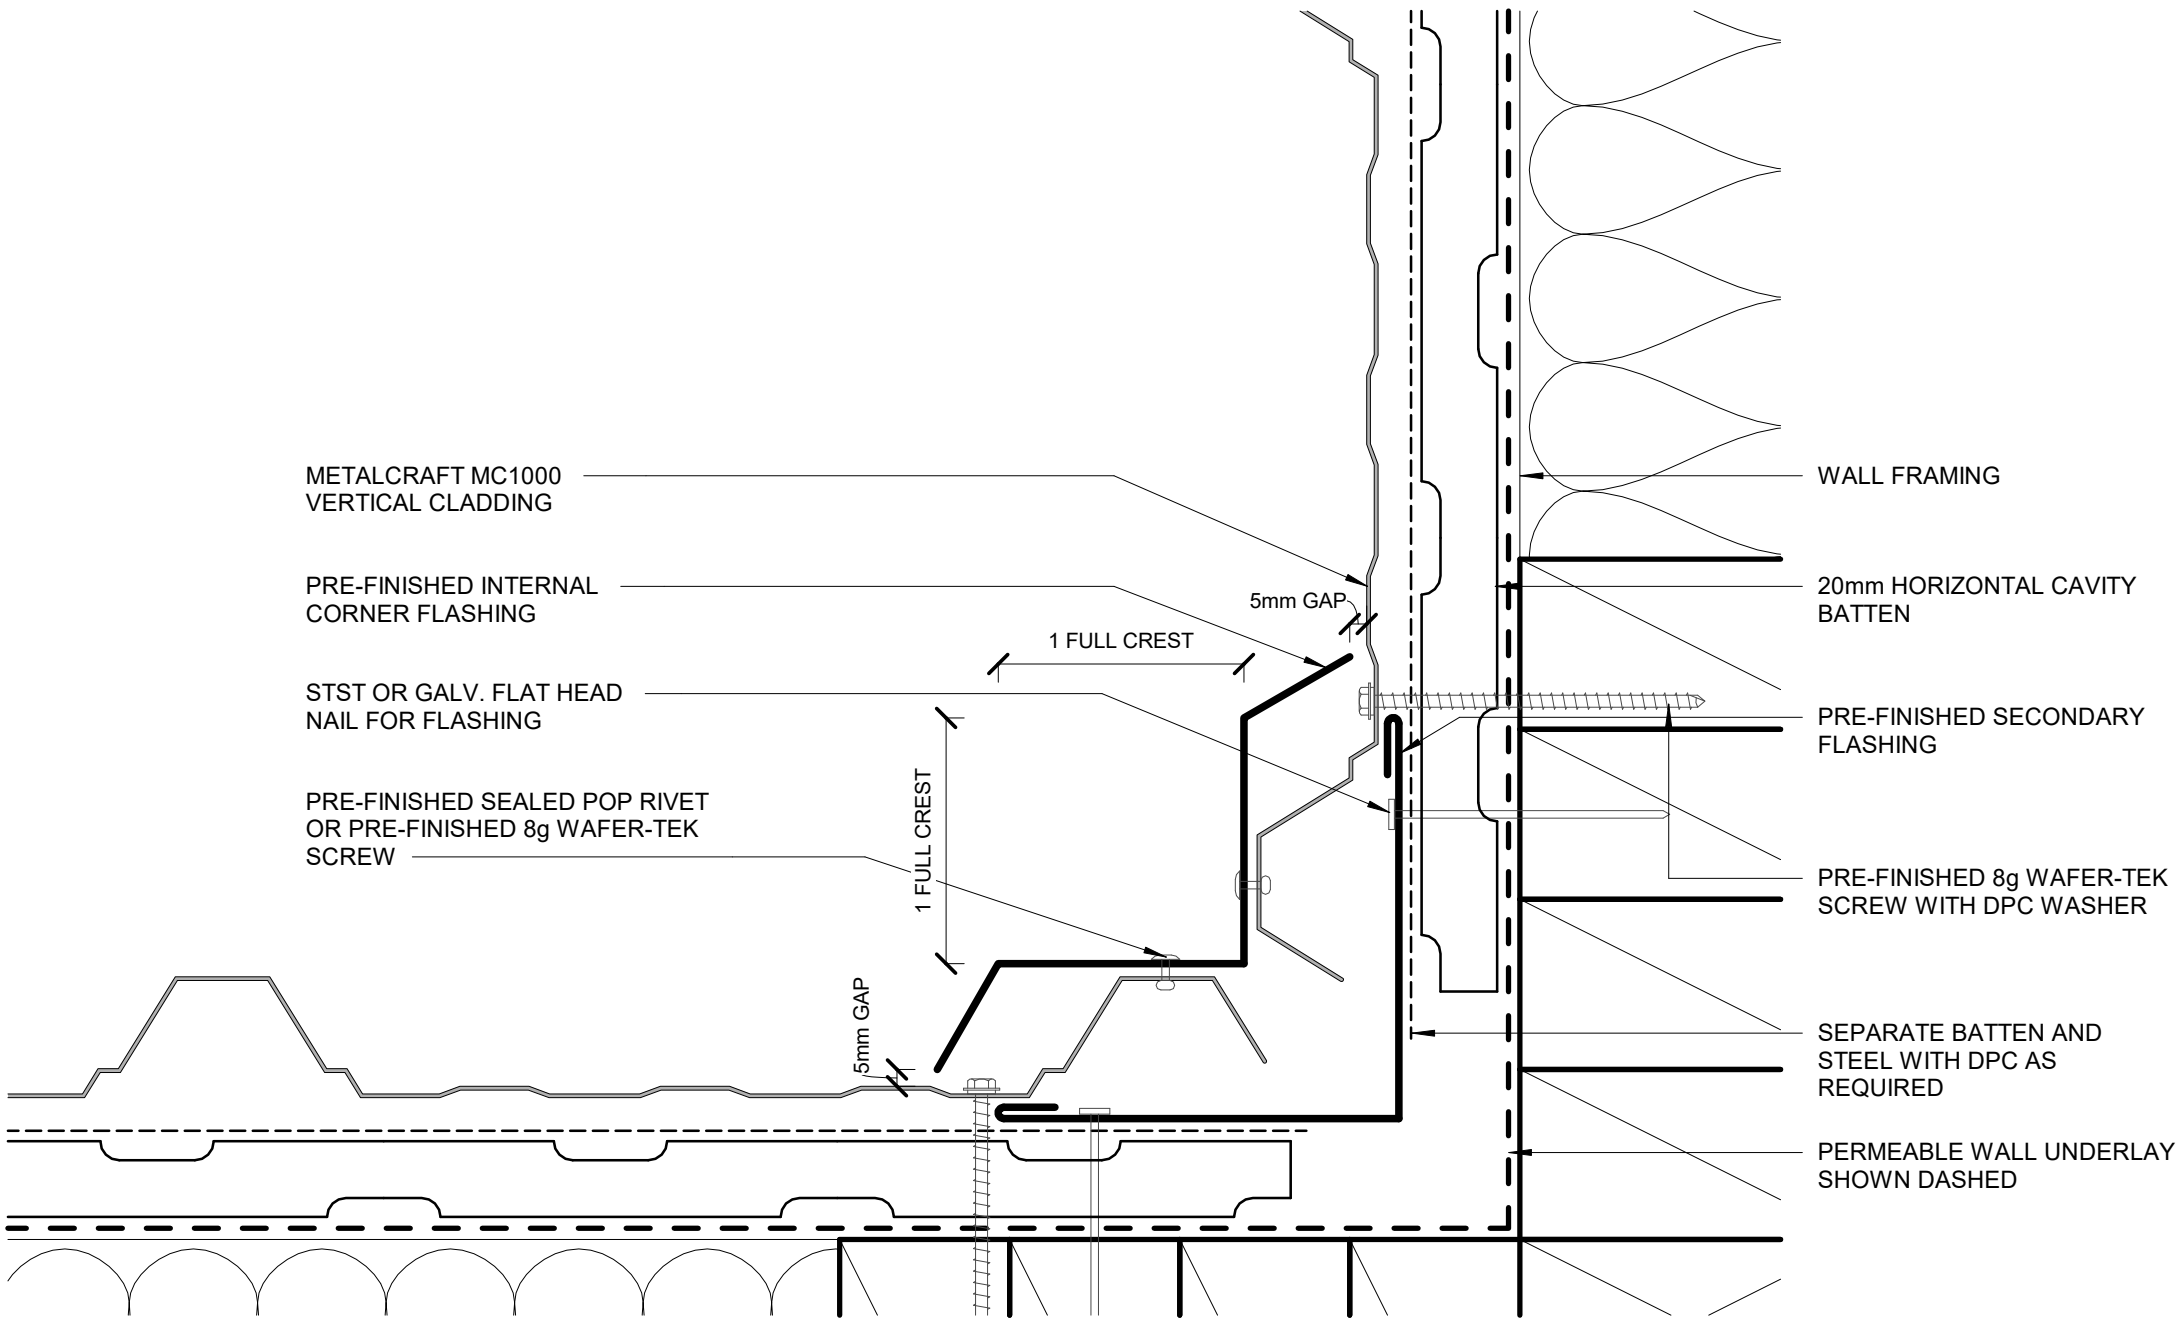 METALCRAFT MC1000
VERTICAL CLADDING
PRE-FINISHED INTERNAL
CORNER FLASHING
STST OR GALV. FLAT HEAD
NAIL FOR FLASHING
PRE-FINISHED SEALED POP RIVET
OR PRE-FINISHED 8g WAFER-TEK
SCREW
5mm GAP
1 FULL CREST
1 FULL CREST
5mm GAP
WALL FRAMING
20mm HORIZONTAL CAVITY
BATTEN
PRE-FINISHED SECONDARY
FLASHING
PRE-FINISHED 8g WAFER-TEK
SCREW WITH DPC WASHER
SEPARATE BATTEN AND
STEEL WITH DPC AS
REQUIRED
PERMEABLE WALL UNDERLAY
SHOWN DASHED